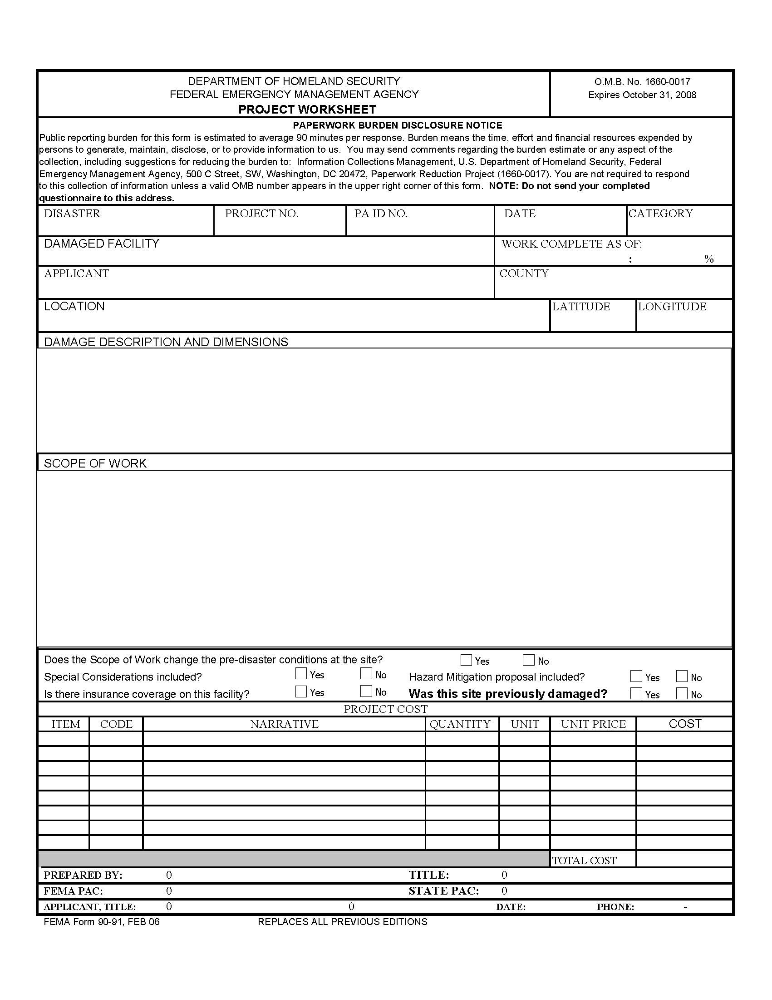 DEPARTMENT OF HOMELAND SECURITY
FEDERAL EMERGENCY MANAGEMENT AGENCY
PROJECT WORKSHEET
O.M.B. No. 1660-0017
Expires October 31, 2008
PAPERWORK BURDEN DISCLOSURE NOTICE
Public reporting burden for this form is estimated to average 90 minutes per response. Burden means the time, effort and financial resources expended by
persons to generate, maintain, disclose, or to provide information to us.  You may send comments regarding the burden estimate or any aspect of the
collection, including suggestions for reducing the burden to:  Information Collections Management, U.S. Department of Homeland Security, Federal
Emergency Management Agency, 500 C Street, SW, Washington, DC 20472, Paperwork Reduction Project (1660-0017). You are not required to respond
to this collection of information unless a valid OMB number appears in the upper right corner of this form.  NOTE: Do not send your completed
questionnaire to this address.
DISASTER PROJECT NO. PA ID NO. DATE CATEGORY
DAMAGED FACILITY WORK COMPLETE AS OF:
: %
APPLICANT COUNTY
LOCATION LATITUDE LONGITUDE
DAMAGE DESCRIPTION AND DIMENSIONS
SCOPE OF WORK
Does the Scope of Work change the pre-disaster conditions at the site? Yes No
Special Considerations included? Yes No Hazard Mitigation proposal included? Yes No
Is there insurance coverage on this facility? Yes No Was this site previously damaged? Yes No
PROJECT COST
ITEM CODE NARRATIVE QUANTITY UNIT UNIT PRICE COST
TOTAL COST
PREPARED BY: 0 TITLE: 0
FEMA PAC: 0 STATE PAC: 0
APPLICANT, TITLE: 0 0 DATE: PHONE: -
FEMA Form 90-91, FEB 06 REPLACES ALL PREVIOUS EDITIONS